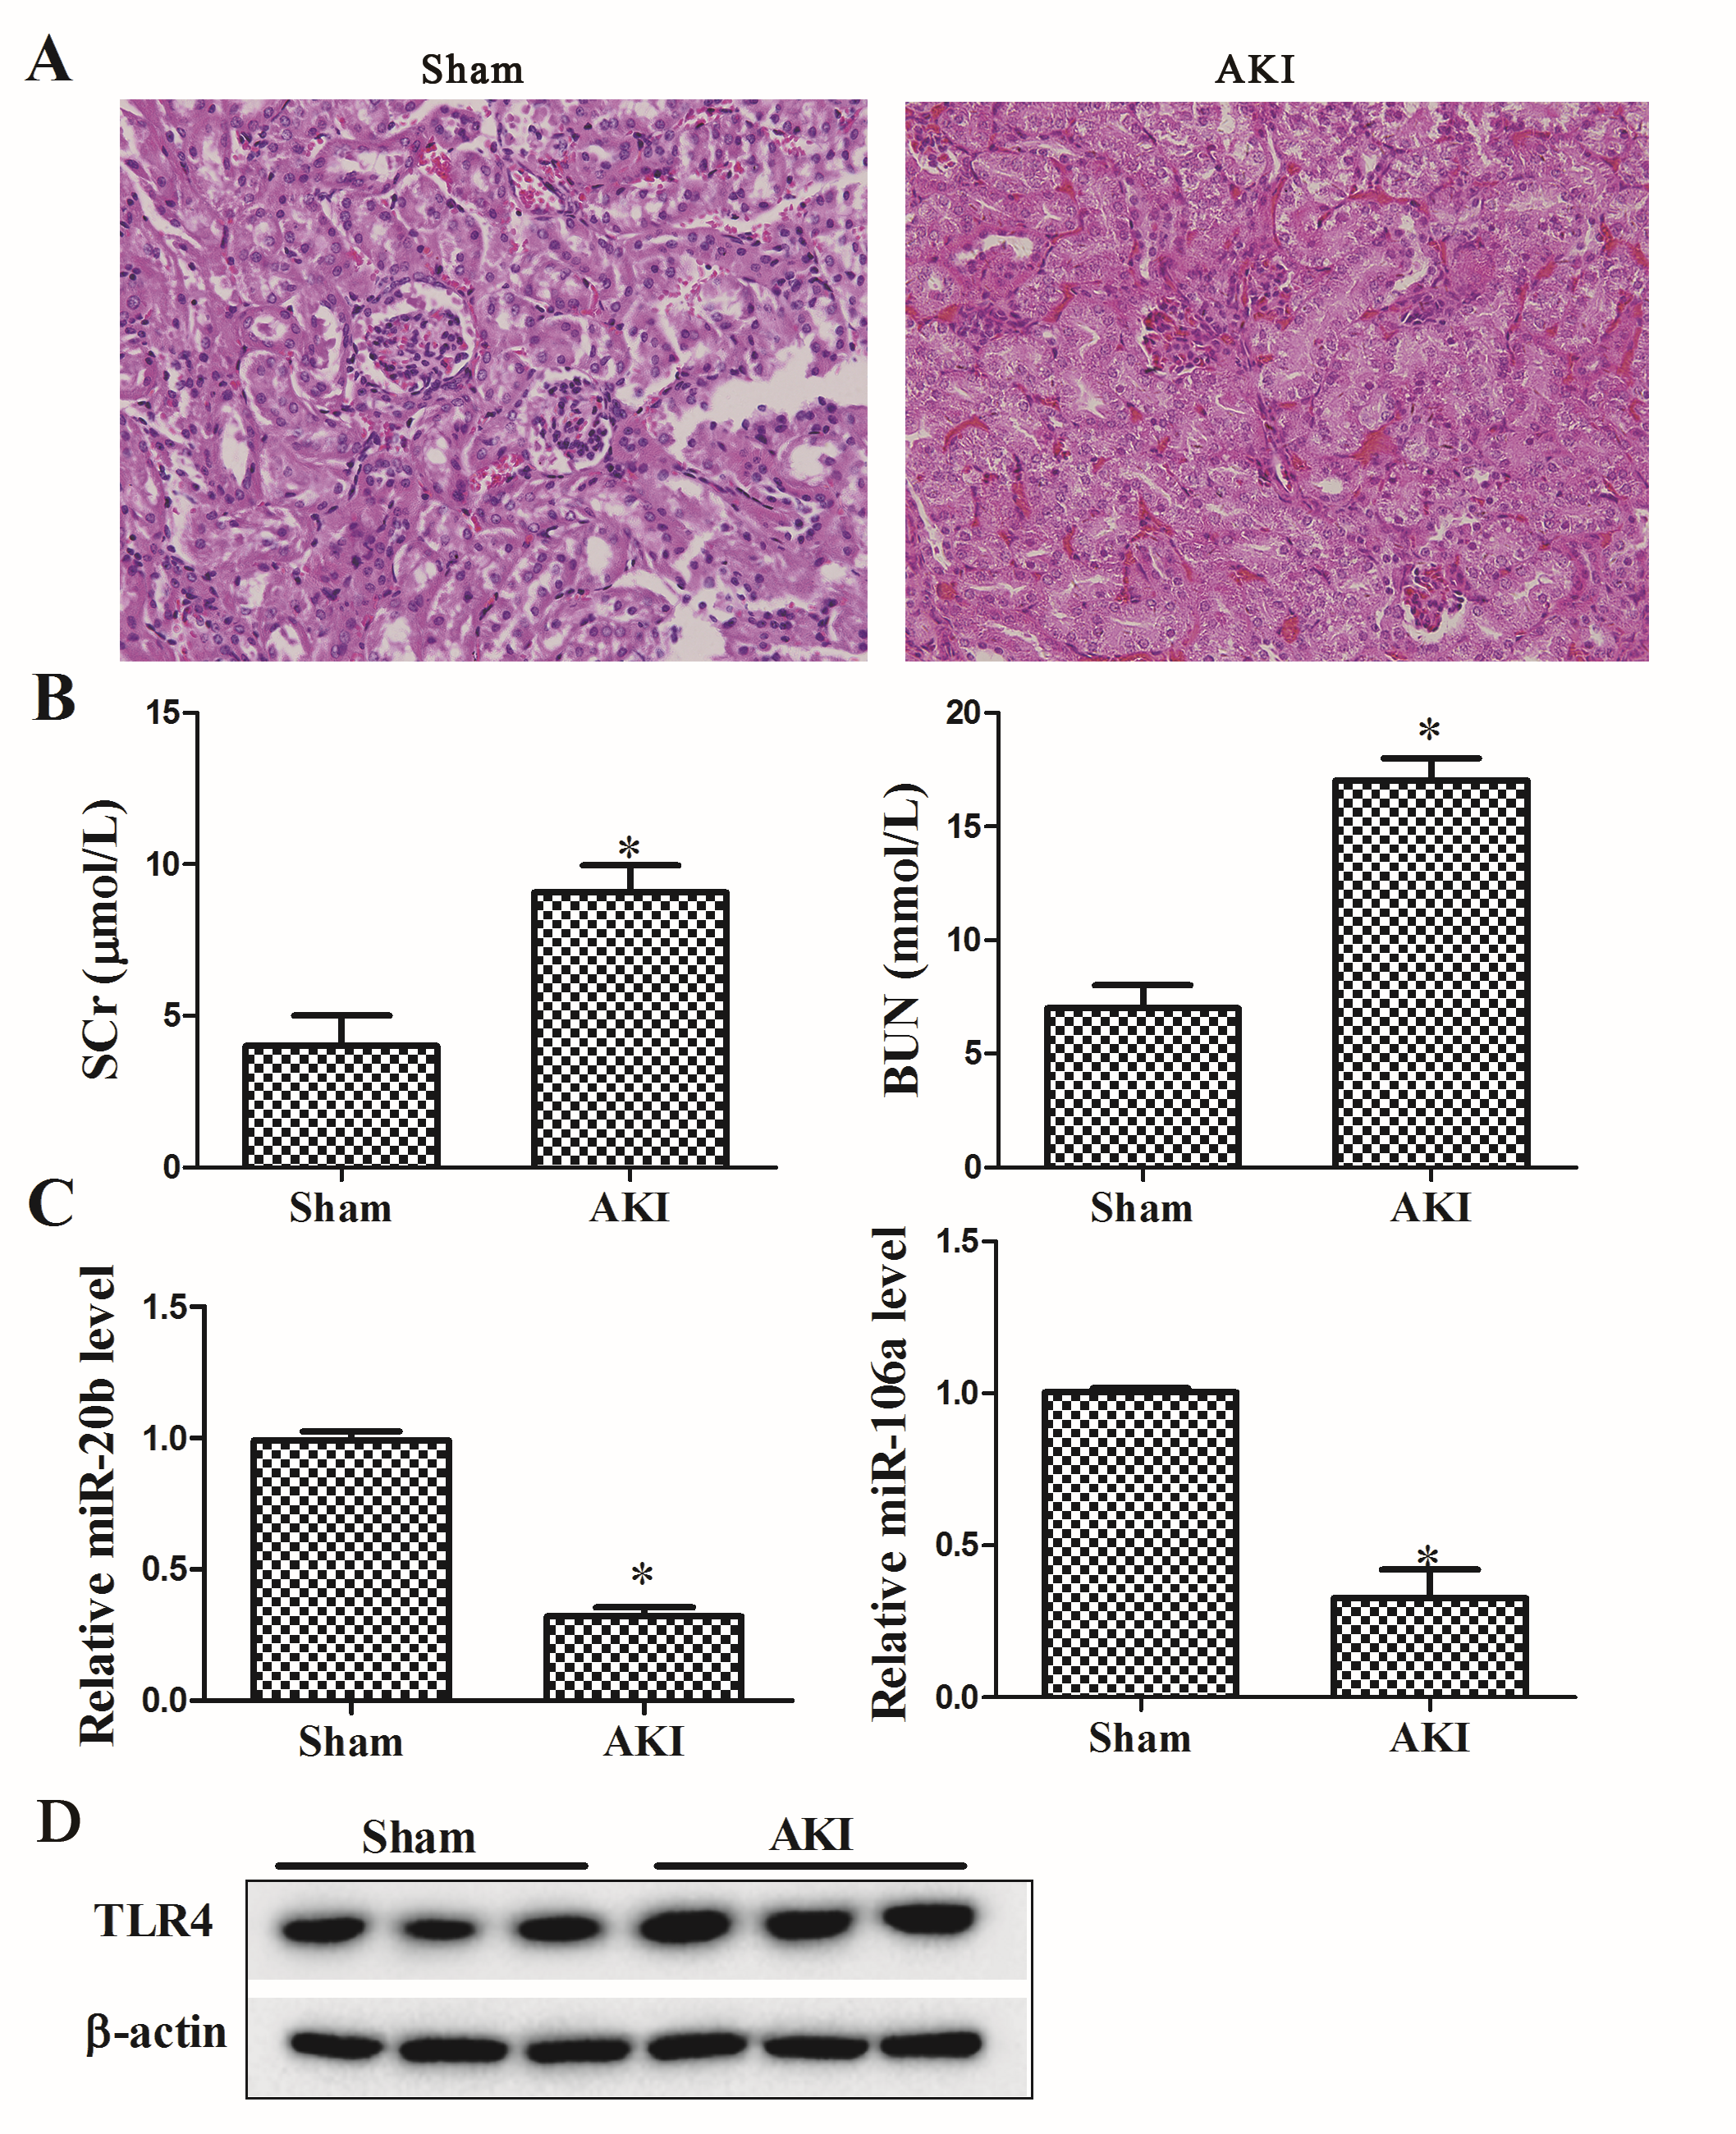 A
Sham
AKI
B
15
10
5
0
SCr (μmol/L)
*
Sham
AKI
20
15
10
5
0
BUN (mmol/L)
*
Sham
AKI
C
1.5
1.0
0.5
0.0
Relative miR-20b level
*
Sham
AKI
1.5
1.0
0.5
0.0
Relative miR-106a level
*
Sham
AKI
D
Sham
AKI
TLR4
β-actin